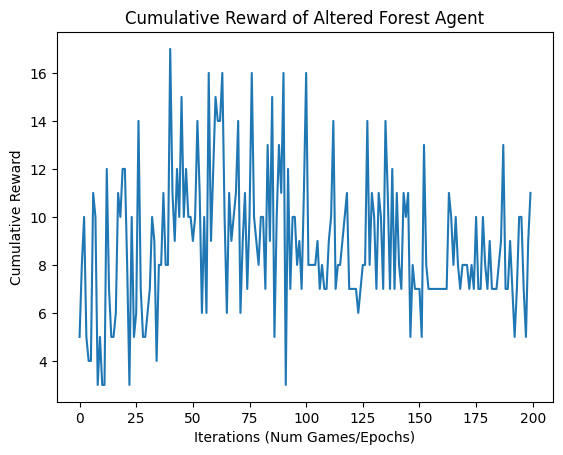 Cumulative Reward of Altered Forest Agent
16
14
12
10
8
6
4
Cumulative Reward
0 25 50 75 100 125 150 175 200
Iterations (Num Games/Epochs)